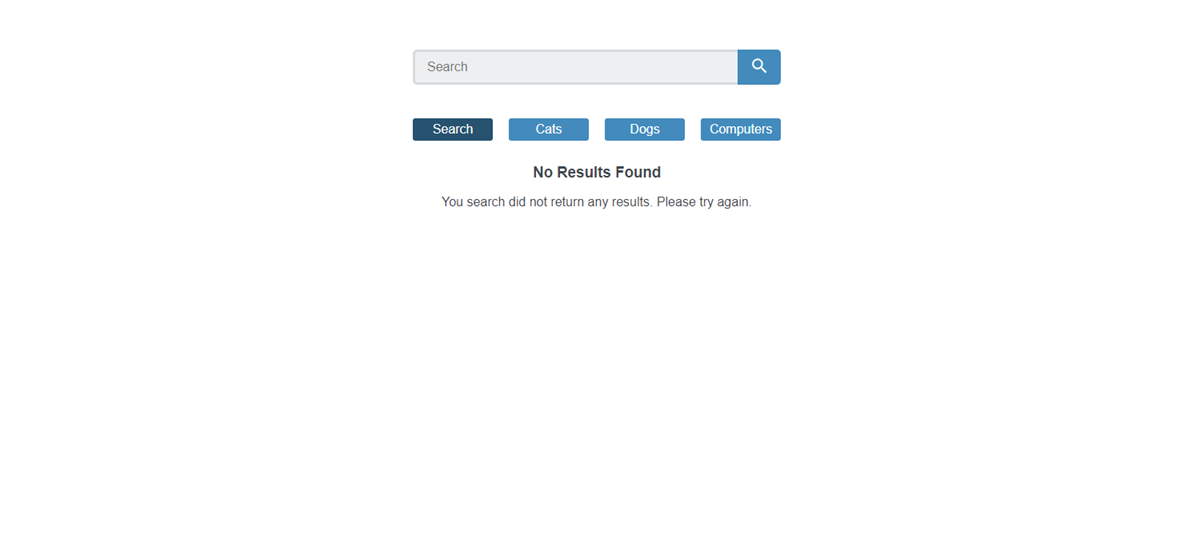 Search
Search Cats Dogs Computers
No Results Found
You search did not return any results. Please try again.